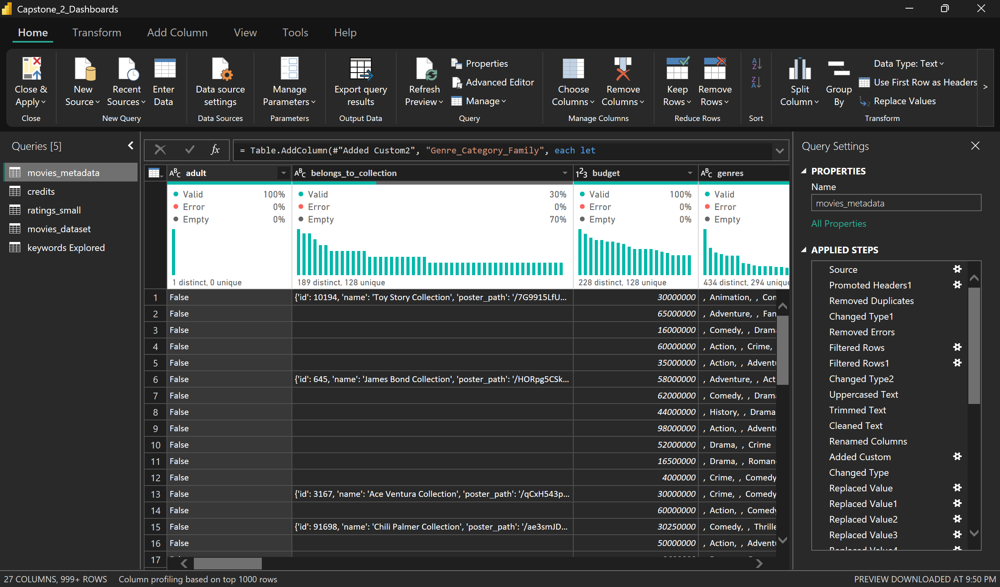 Capstone_2_Dashboards
Home Transform Add Column View Tools Help
Close & Apply
Close
New Source
Recent Sources
Enter Data
New Query
Data source settings
Data Sources
Manage Parameters
Parameters
Export query results
Output Data
Refresh Preview
Properties
Advanced Editor
Manage
Query
Choose Columns
Remove Columns
Manage Columns
Keep Rows
Remove Rows
Reduce Rows
Sort
Split Column
Group By
Data Type: Text
Use First Row as Headers
Replace Values
Transform
Queries [5]
movies_metadata
credits
ratings_small
movies_dataset
keywords Explored
fx = Table.AddColumn(#"Added Custom2", "Genre_Category_Family", each let
ABC adult ABC belongs_to_collection 123 budget ABC genres
Valid 100% Valid 30% Valid 100% Valid
Error 0% Error 0% Error 0% Error
Empty 0% Empty 70% Empty 0% Empty
1 distinct, 0 unique 189 distinct, 128 unique 228 distinct, 128 unique 434 distinct, 294 unique
1 False {'id': 10194, 'name': 'Toy Story Collection', 'poster_path': '/7G9915LfU... 30000000 , Animation, , Com
2 False 65000000 , Adventure, , Fan
3 False 16000000 , Comedy, , Dram
4 False 60000000 , Action, , Crime,
5 False 35000000 , Action, , Advent
6 False {'id': 645, 'name': 'James Bond Collection', 'poster_path': '/HORpg5CSk... 58000000 , Adventure, , Act
7 False 62000000 , Comedy, , Dram
8 False 44000000 , History, , Drama
9 False 98000000 , Action, , Advent
10 False 52000000 , Drama, , Crime
11 False 16500000 , Drama, , Roman
12 False 4000000 , Crime, , Comedy
13 False {'id': 3167, 'name': 'Ace Ventura Collection', 'poster_path': '/qCxH543p... 30000000 , Crime, , Comedy
14 False 60000000 , Action, , Comedy
15 False {'id': 91698, 'name': 'Chili Palmer Collection', 'poster_path': '/ae3smJD... 30250000 , Comedy, , Thrille
16 False 50000000 , Action, , Advent
17
Query Settings
PROPERTIES
Name
movies_metadata
All Properties
APPLIED STEPS
Source
Promoted Headers1
Removed Duplicates
Changed Type1
Removed Errors
Filtered Rows
Filtered Rows1
Changed Type2
Uppercased Text
Trimmed Text
Cleaned Text
Renamed Columns
Added Custom
Changed Type
Replaced Value
Replaced Value1
Replaced Value2
Replaced Value3
27 COLUMNS, 999+ ROWS Column profiling based on top 1000 rows PREVIEW DOWNLOADED AT 9:50 PM